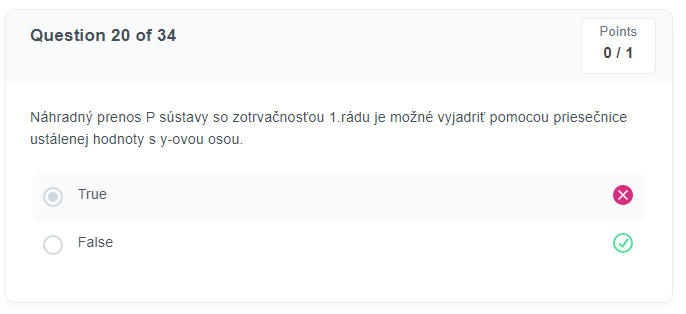 Question 20 of 34
Points
0 / 1
Náhradný prenos P sústavy so zotrvačnosťou 1.rádu je možné vyjadriť pomocou priesečnice
ustálenej hodnoty s y-ovou osou.
True
False